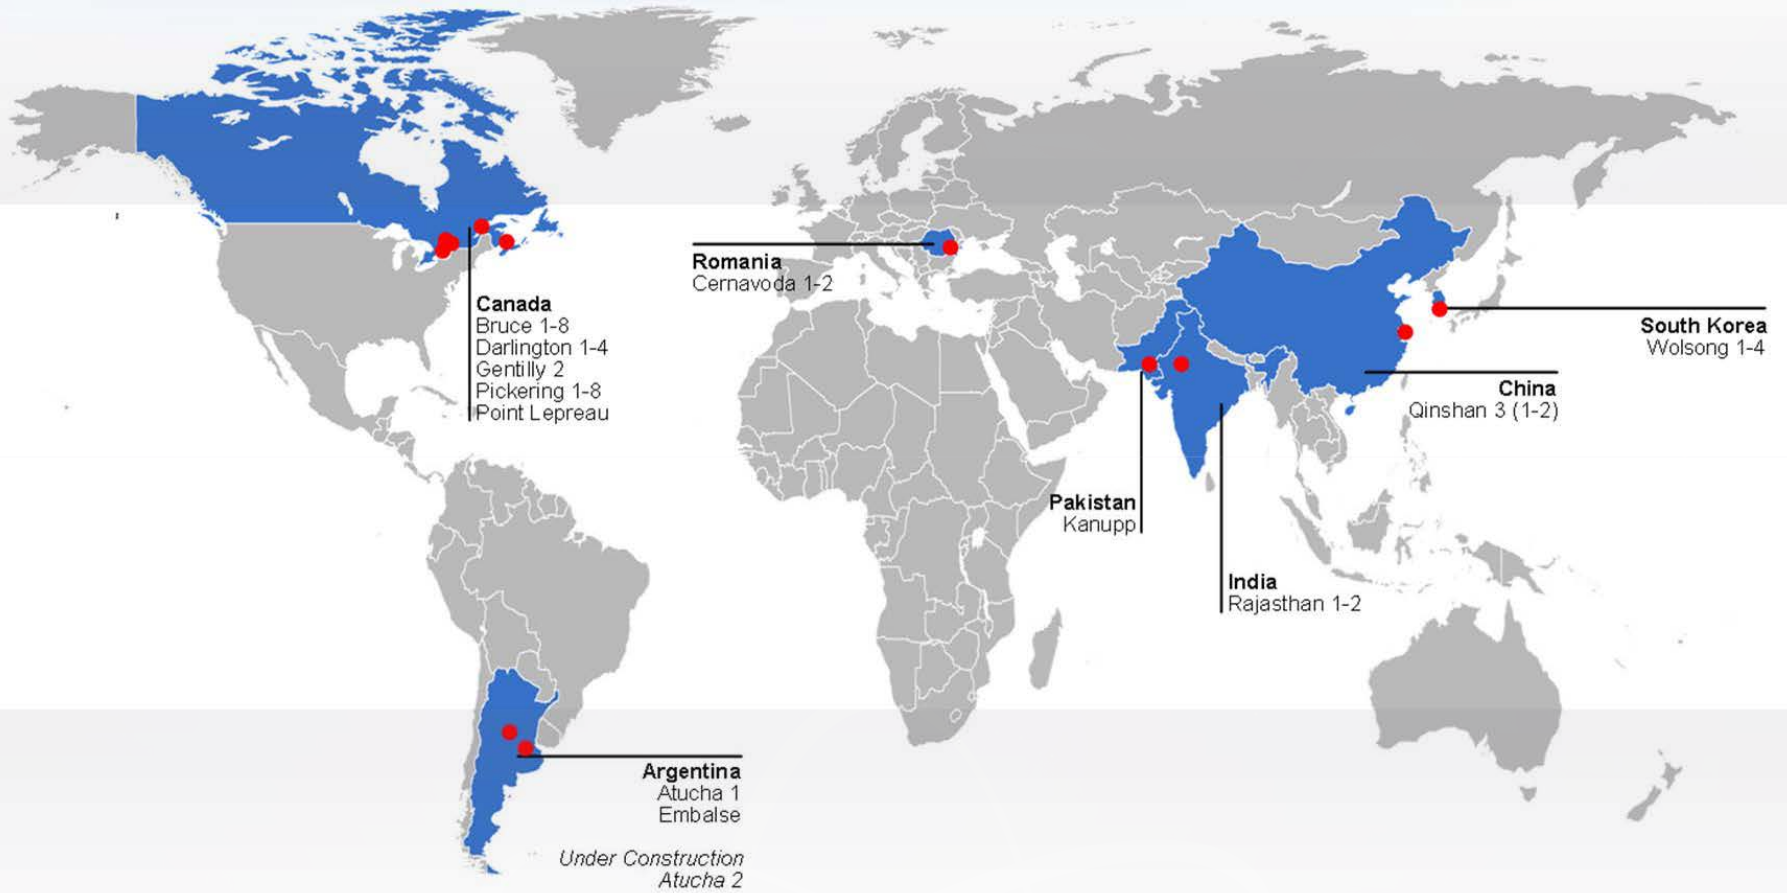 Canada
Bruce 1-8
Darlington 1-4
Gentilly 2
Pickering 1-8
Point Lepreau
Romania
Cernavoda 1-2
South Korea
Wolsong 1-4
China
Qinshan 3 (1-2)
Pakistan
Kanupp
India
Rajasthan 1-2
Argentina
Atucha 1
Embalse
Under Construction
Atucha 2